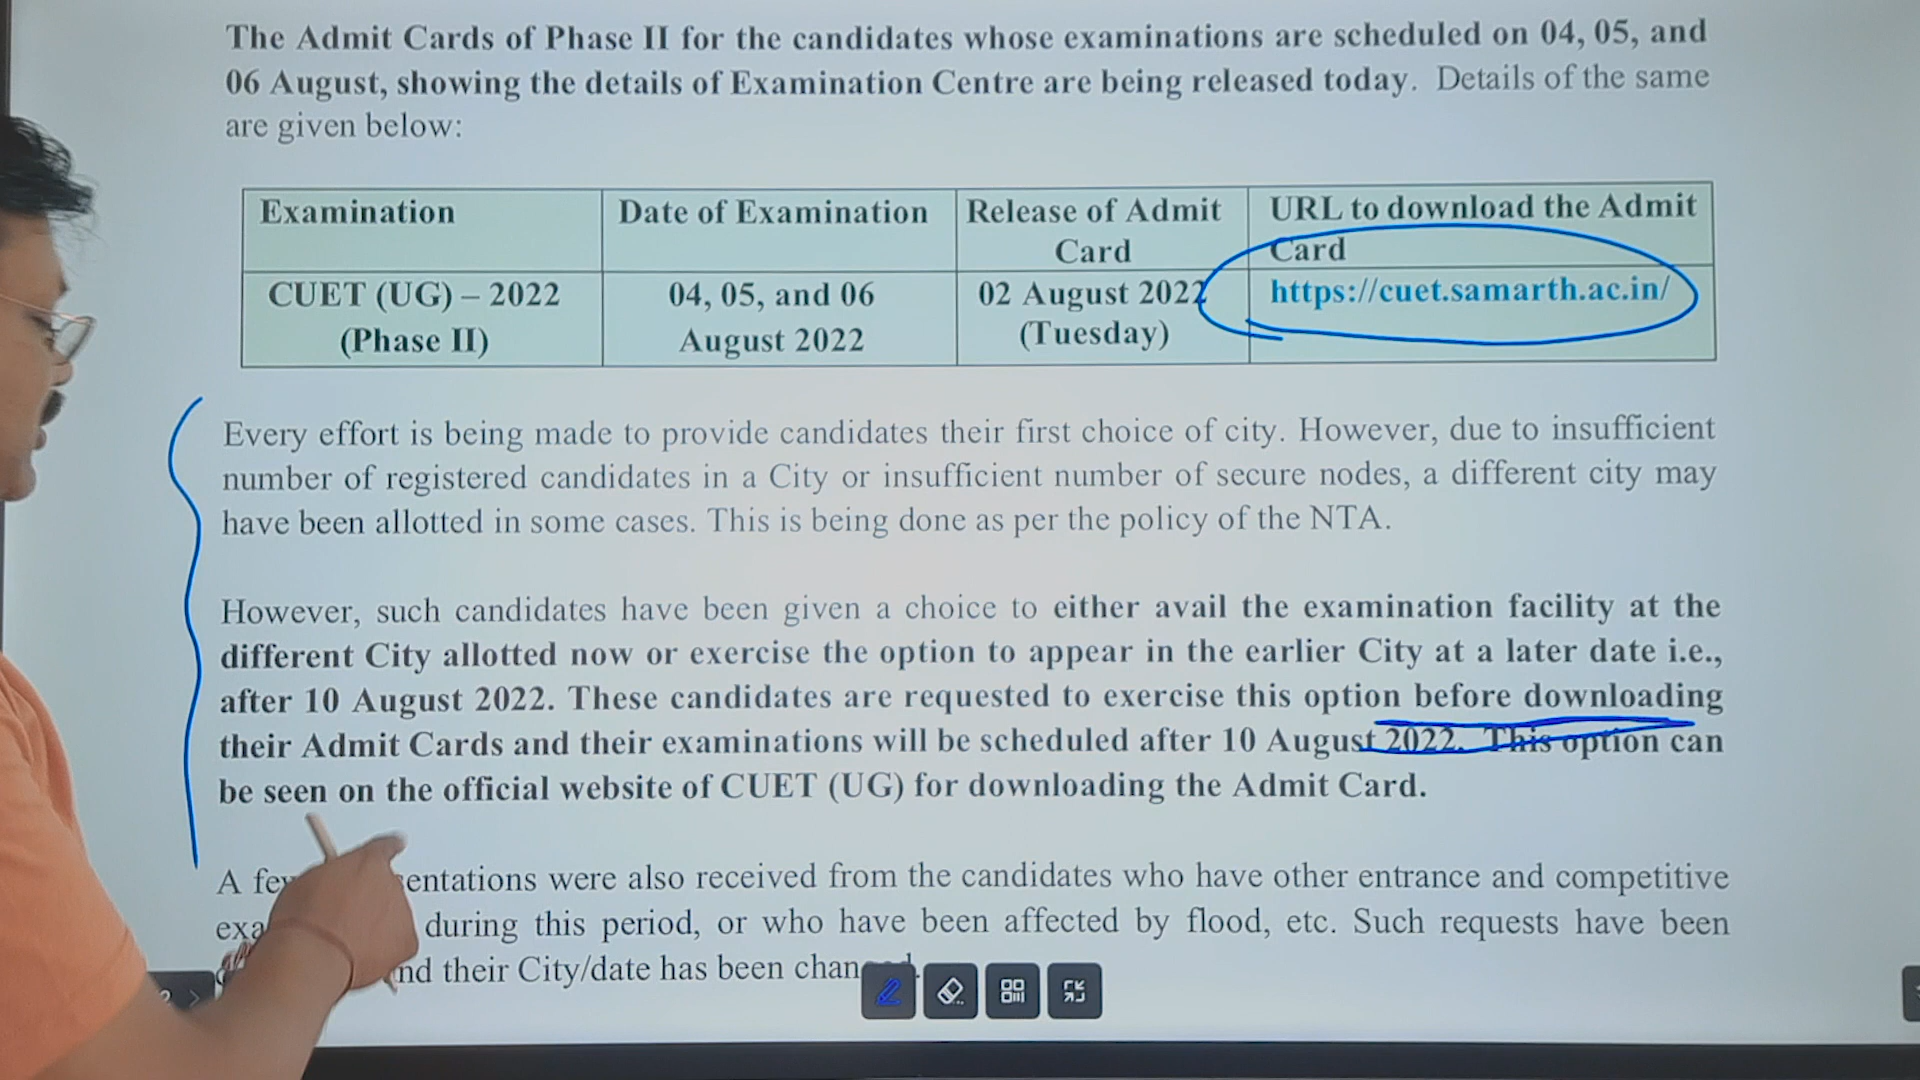 The Admit Cards of Phase II for the candidates whose examinations are scheduled on 04, 05, and
06 August, showing the details of Examination Centre are being released today. Details of the same
are given below:
Examination
Date of Examination
Release of Admit
Card
URL to download the Admit
Card
CUET (UG) – 2022
(Phase II)
04, 05, and 06
August 2022
02 August 2022
(Tuesday)
https://cuet.samarth.ac.in/
Every effort is being made to provide candidates their first choice of city. However, due to insufficient
number of registered candidates in a City or insufficient number of secure nodes, a different city may
have been allotted in some cases. This is being done as per the policy of the NTA.
However, such candidates have been given a choice to either avail the examination facility at the
different City allotted now or exercise the option to appear in the earlier City at a later date i.e.,
after 10 August 2022. These candidates are requested to exercise this option before downloading
their Admit Cards and their examinations will be scheduled after 10 August 2022. This option can
be seen on the official website of CUET (UG) for downloading the Admit Card.
A were also received from the candidates who have other entrance and competitive
during this period, or who have been affected by flood, etc. Such requests have been
their City/date has been